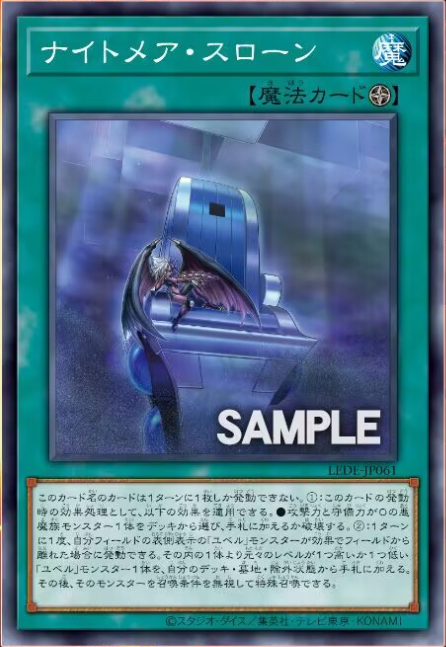 ナイトメア・スローン
魔
【魔法カード】
SAMPLE
LEDE-JP061
このカード名のカードは1ターンに1枚しか発動できない。①:このカードの発動
時の効果処理として、以下の効果を適用できる。●攻撃力と守備力が0の悪
魔族モンスター1体をデッキから選び、手札に加えるか破壊する。②:1ターン
に1度、自分フィールドの表側表示の「ユベル」モンスターが効果でフィールドから
離れた場合に発動できる。その内の1体より元々のレベルが1つ高いか1つ低い
「ユベル」モンスター1体を、自分のデッキ・墓地・除外状態から手札に加える。
その後、そのモンスターを召喚条件を無視して特殊召喚できる。
©スタジオ・ダイス/集英社・テレビ東京・KONAMI